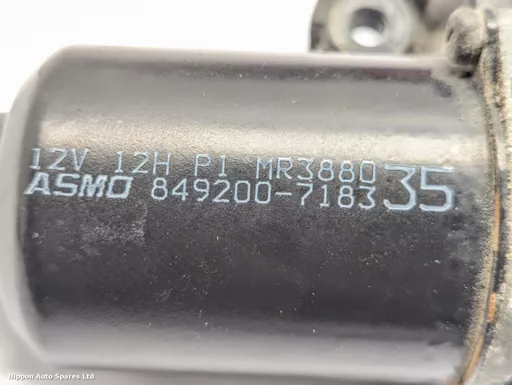 12V 12H P1 MR3880
ASMO 849200-7183 35
Nippon Auto Spares Ltd